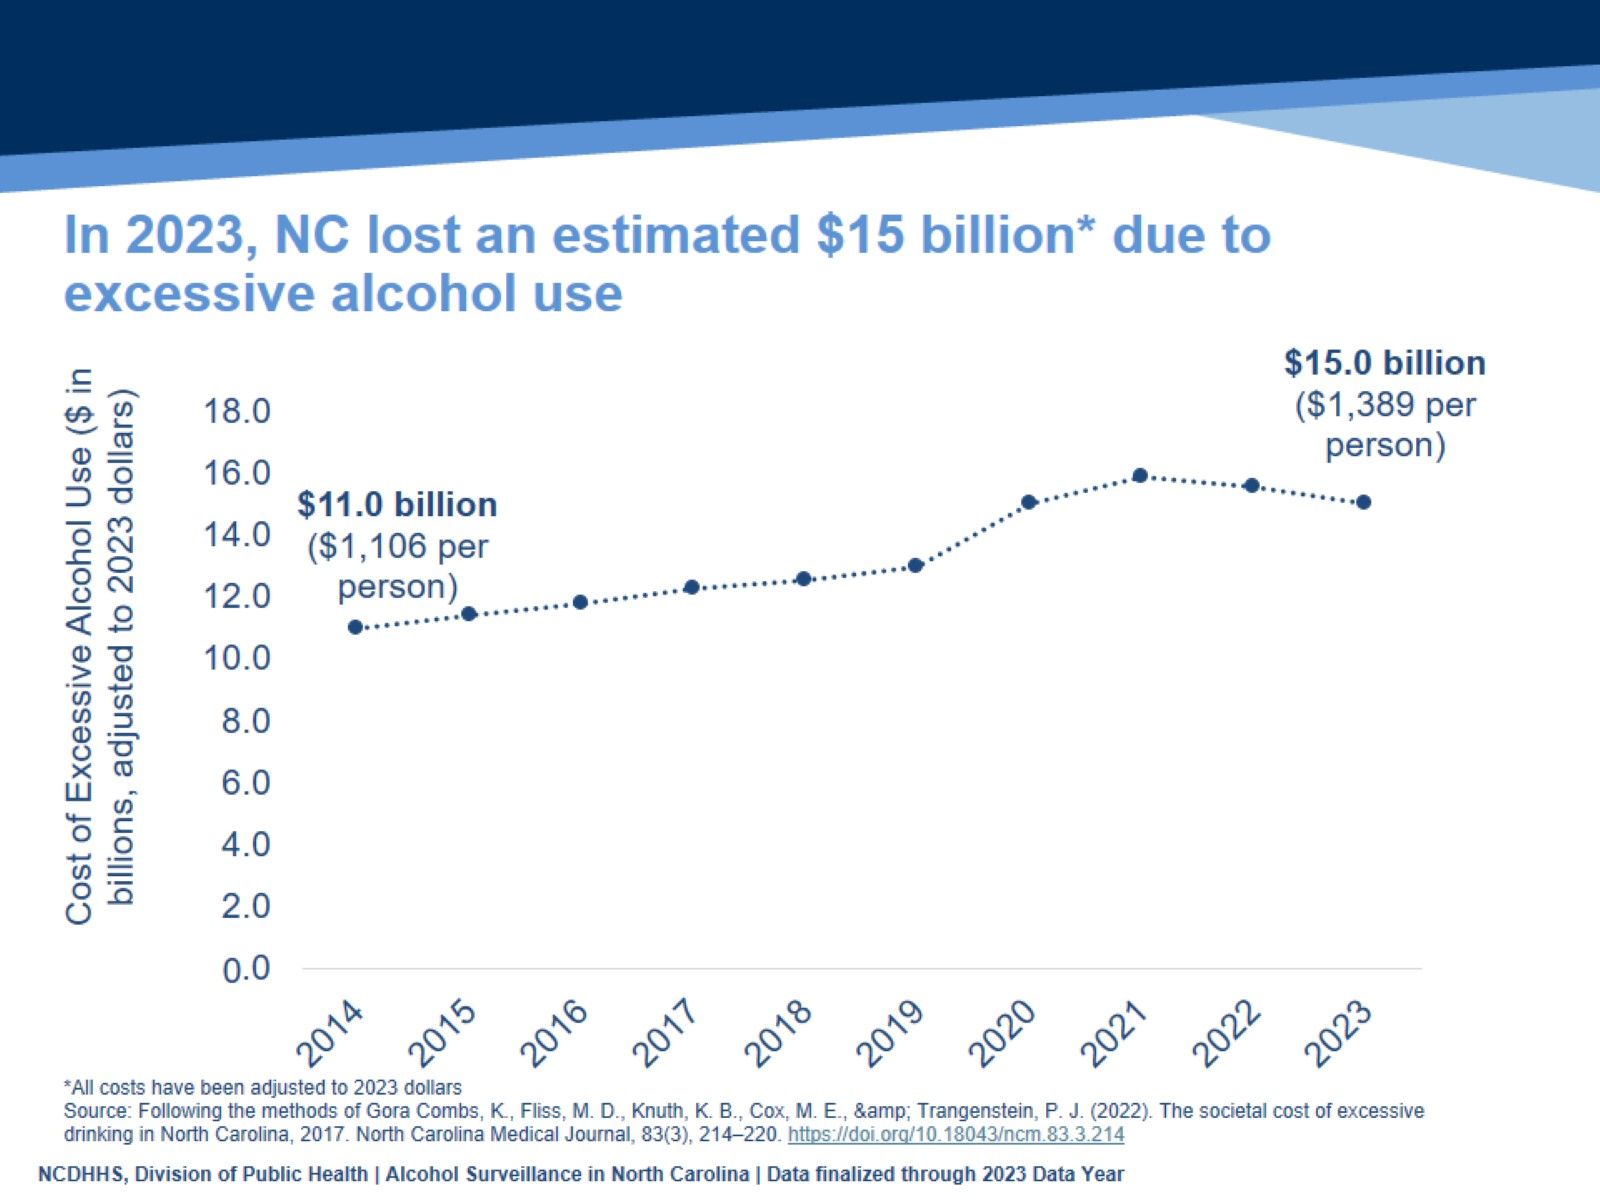 In 2023, NC lost an estimated $15 billion* due to
excessive alcohol use
Cost of Excessive Alcohol Use ($ in
billions, adjusted to 2023 dollars)
18.0
16.0
14.0
12.0
10.0
8.0
6.0
4.0
2.0
0.0
$11.0 billion
($1,106 per
person)
$15.0 billion
($1,389 per
person)
2014
2015
2016
2017
2018
2019
2020
2021
2022
2023
*All costs have been adjusted to 2023 dollars
Source: Following the methods of Gora Combs, K., Fliss, M. D., Knuth, K. B., Cox, M. E., &amp; Trangenstein, P. J. (2022). The societal cost of excessive
drinking in North Carolina, 2017. North Carolina Medical Journal, 83(3), 214–220. https://doi.org/10.18043/ncm.83.3.214
NCDHHS, Division of Public Health | Alcohol Surveillance in North Carolina | Data finalized through 2023 Data Year